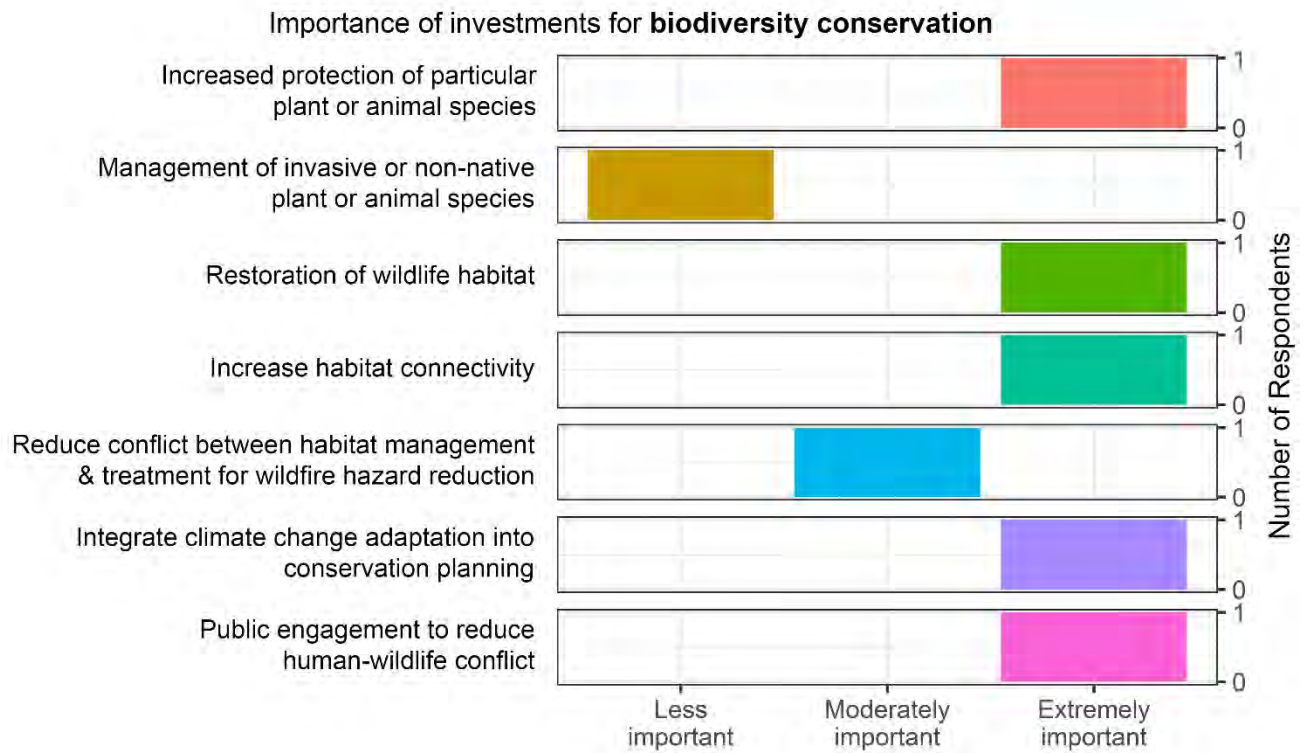 Importance of investments for biodiversity conservation
Increased protection of particular
plant or animal species
1
0
Management of invasive or non-native
plant or animal species
1
0
Restoration of wildlife habitat
1
0
Increase habitat connectivity
1
0
Reduce conflict between habitat management
& treatment for wildfire hazard reduction
1
0
Integrate climate change adaptation into
conservation planning
1
0
Public engagement to reduce
human-wildlife conflict
1
0
Number of Respondents
Less
important
Moderately
important
Extremely
important